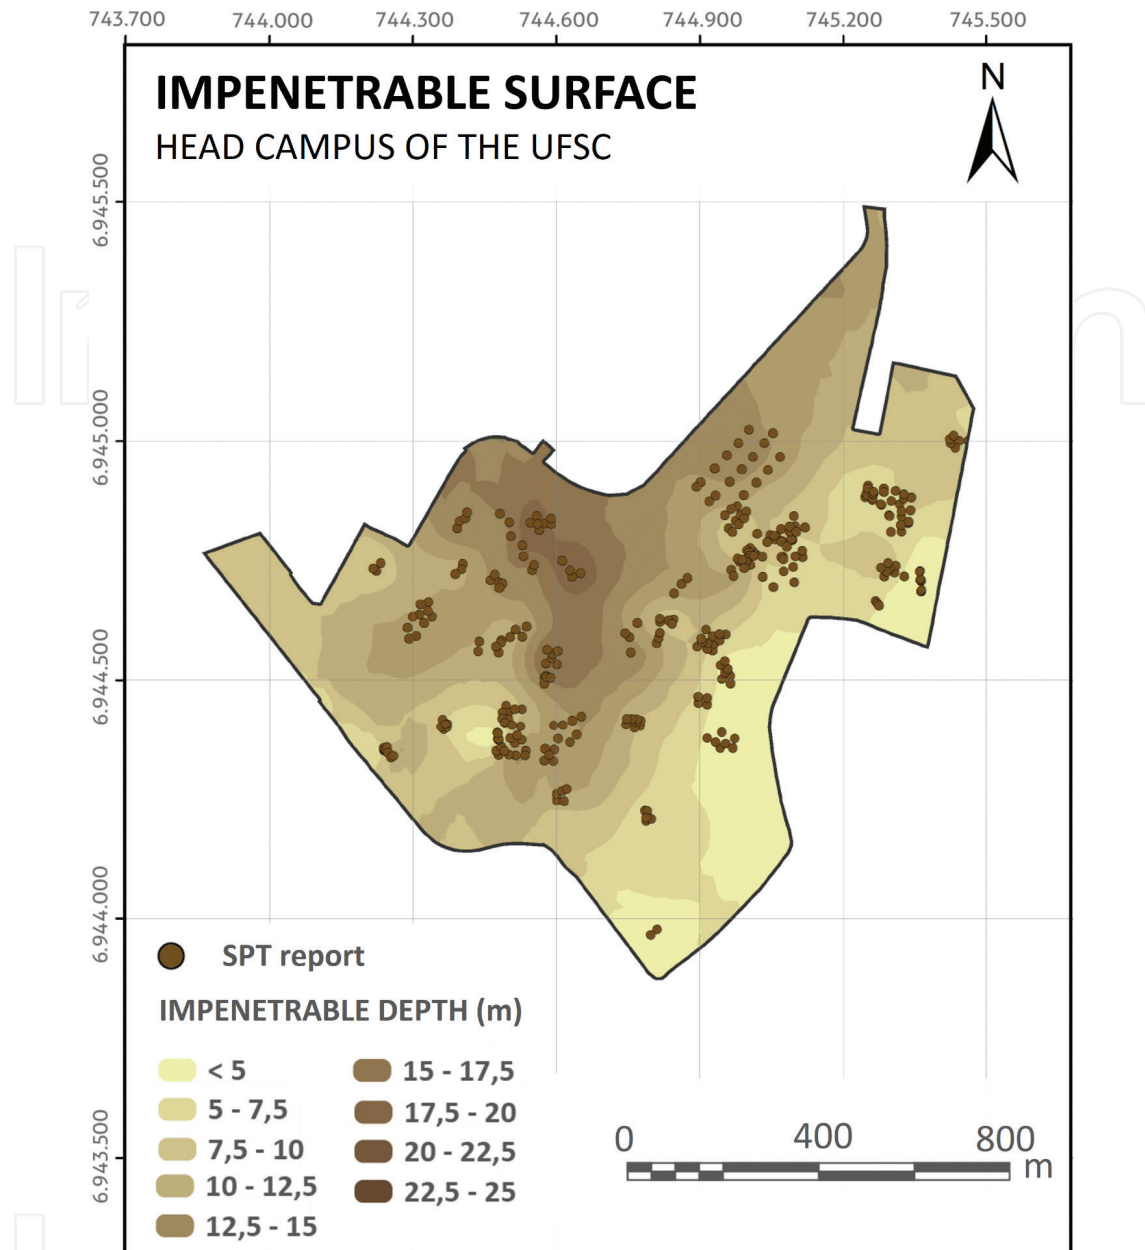 743.700 744.000 744.300 744.600 744.900 745.200 745.500
IMPENETRABLE SURFACE
HEAD CAMPUS OF THE UFSC
N
6.945.500
6.945.000
6.944.500
6.944.000
6.943.500
SPT report
IMPENETRABLE DEPTH (m)
< 5
5 - 7,5
7,5 - 10
10 - 12,5
12,5 - 15
15 - 17,5
17,5 - 20
20 - 22,5
22,5 - 25
0 400 800
m